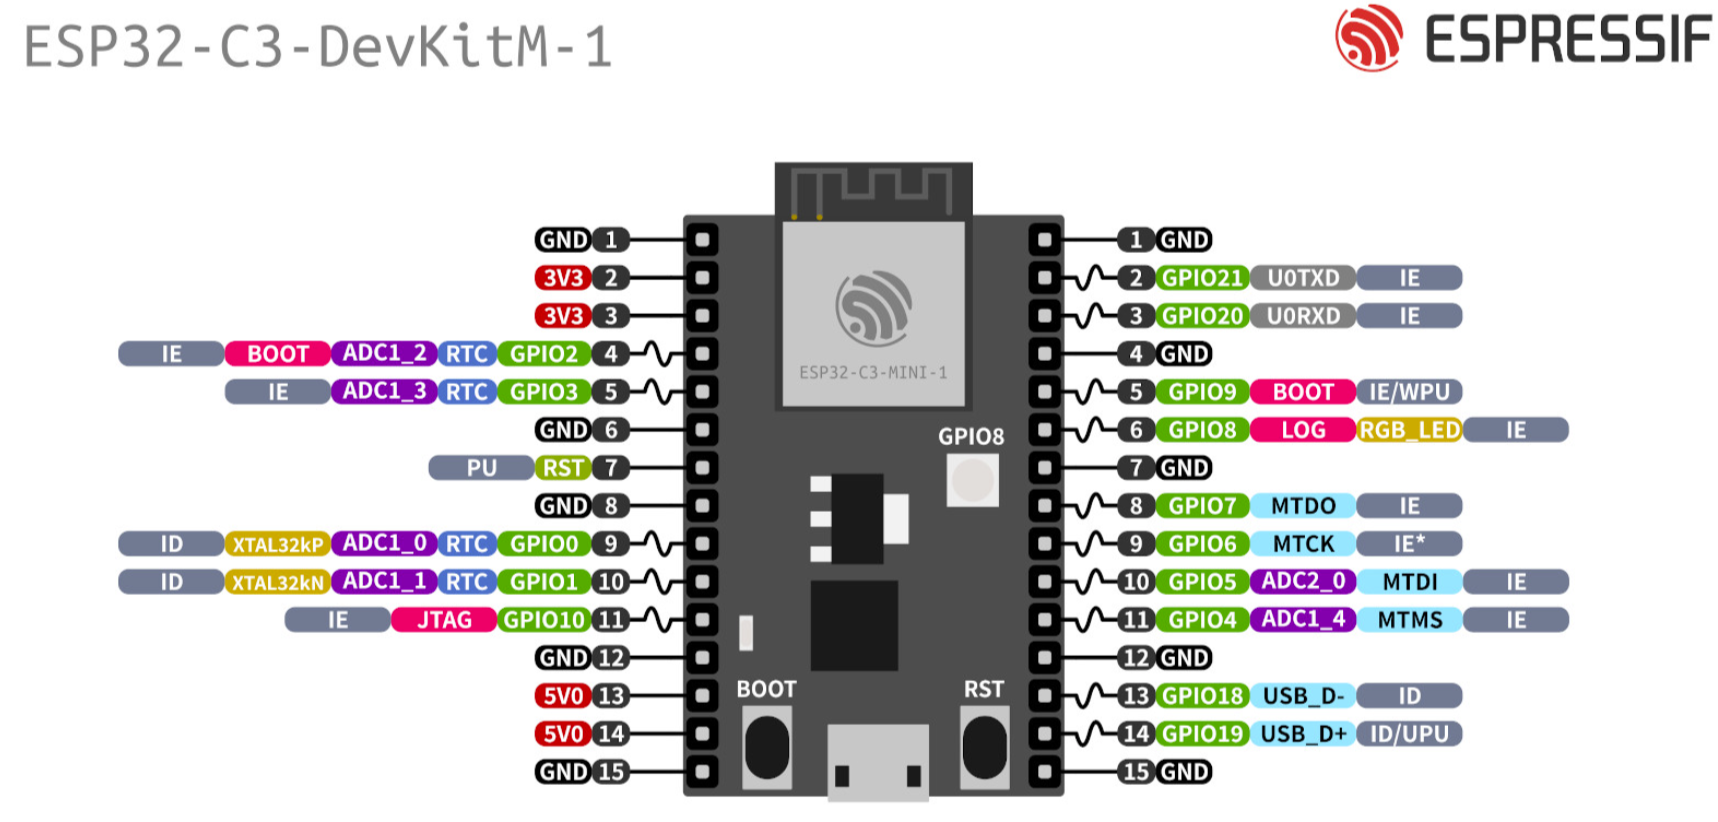 ESP32-C3-DevKitM-1
ESPRESSIF
GND 1
1 GND
3V3 2
2 GPIO21 U0TXD IE
3V3 3
3 GPIO20 U0RXD IE
IE BOOT ADC1_2 RTC GPIO2 4
4 GND
ESP32-C3-MINI-1
IE ADC1_3 RTC GPIO3 5
5 GPIO9 BOOT IE/WPU
GND 6
GPIO8
6 GPIO8 LOG RGB_LED IE
PU RST 7
7 GND
GND 8
8 GPIO7 MTDO IE
ID XTAL32kP ADC1_0 RTC GPIO0 9
9 GPIO6 MTCK IE*
ID XTAL32kN ADC1_1 RTC GPIO1 10
10 GPIO5 ADC2_0 MTDI IE
IE JTAG GPIO10 11
11 GPIO4 ADC1_4 MTMS IE
GND 12
12 GND
5V0 13
BOOT
RST
13 GPIO18 USB_D- ID
5V0 14
14 GPIO19 USB_D+ ID/UPU
GND 15
15 GND